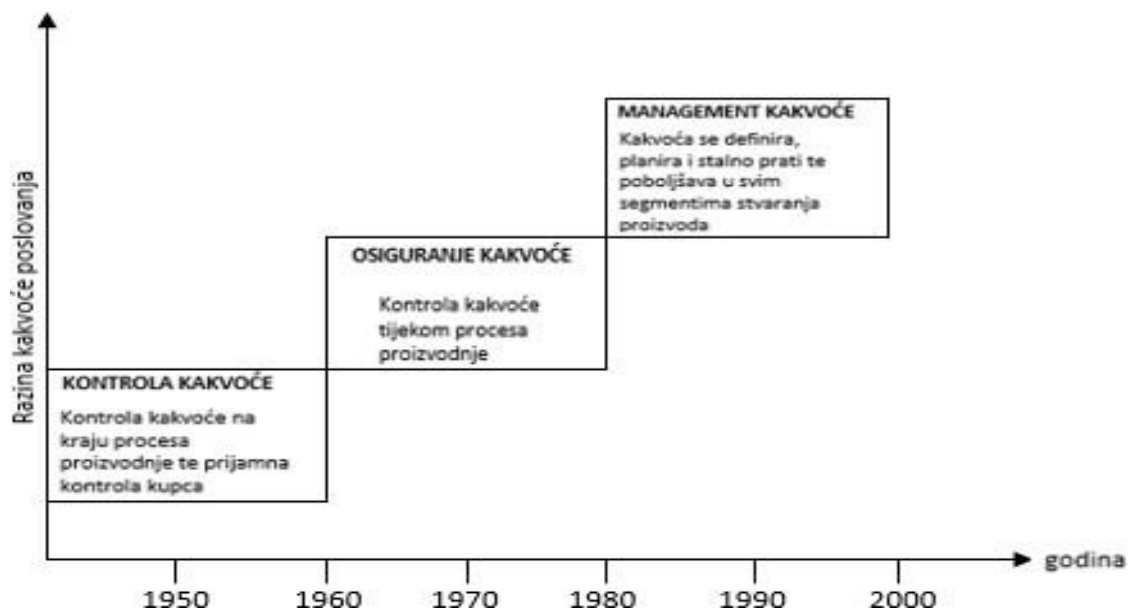 Razina kakvoće poslovanja
MANAGEMENT KAKVOĆE
Kakvoća se definira,
planira i stalno prati te
poboljšava u svim
segmentima stvaranja
proizvoda
OSIGURANJE KAKVOĆE
Kontrola kakvoće
tijekom procesa
proizvodnje
KONTROLA KAKVOĆE
Kontrola kakvoće na
kraju procesa
proizvodnje te prijamna
kontrola kupca
godina
1950 1960 1970 1980 1990 2000